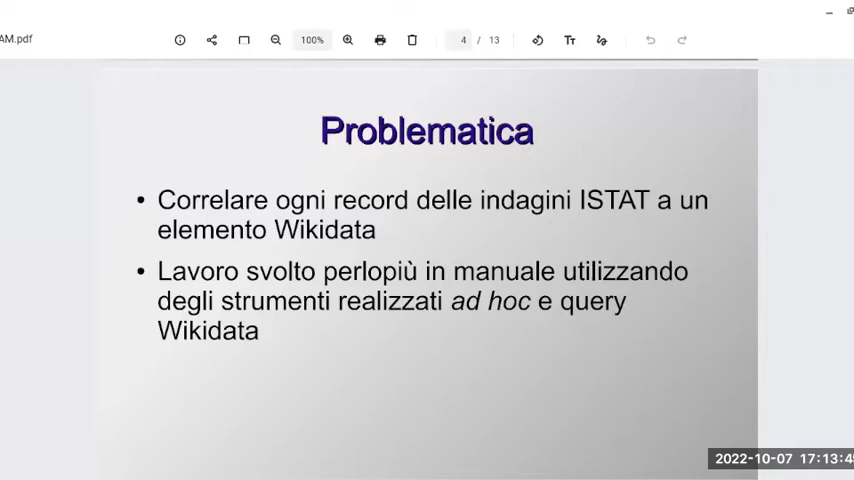 AM.pdf
100%
4 / 13
Problematica
• Correlare ogni record delle indagini ISTAT a un
elemento Wikidata
• Lavoro svolto perlopiù in manuale utilizzando
degli strumenti realizzati ad hoc e query
Wikidata
2022-10-07 17:13:45